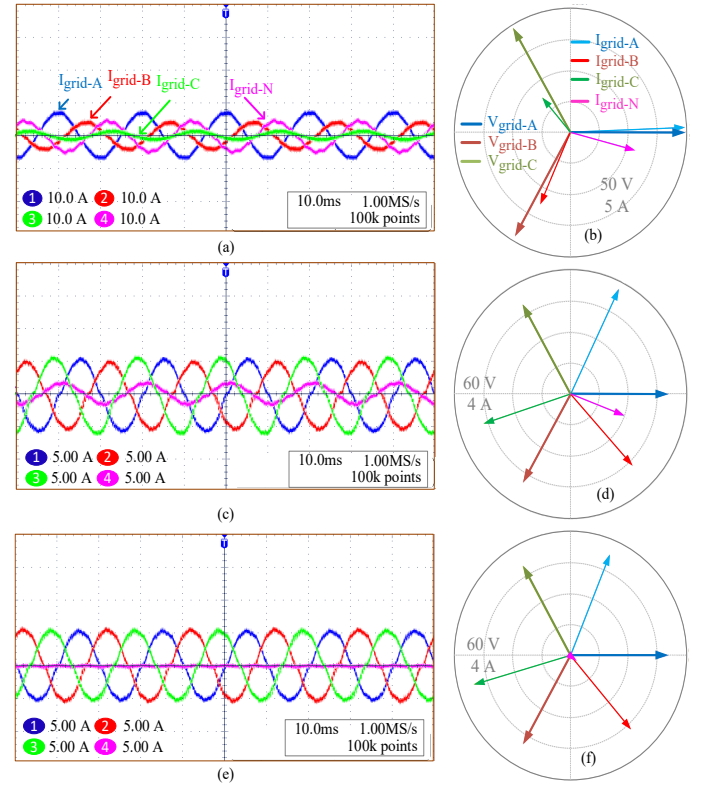 T
Igrid-A
Igrid-B
Igrid-C
Igrid-N
1 10.0 A 2 10.0 A
3 10.0 A 4 10.0 A
10.0ms 1.00MS/s
100k points
(a)
Igrid-A
Igrid-B
Igrid-C
Igrid-N
Vgrid-A
Vgrid-B
Vgrid-C
50 V
5 A
(b)
T
1 5.00 A 2 5.00 A
3 5.00 A 4 5.00 A
10.0ms 1.00MS/s
100k points
(c)
60 V
4 A
(d)
T
1 5.00 A 2 5.00 A
3 5.00 A 4 5.00 A
10.0ms 1.00MS/s
100k points
(e)
60 V
4 A
(f)